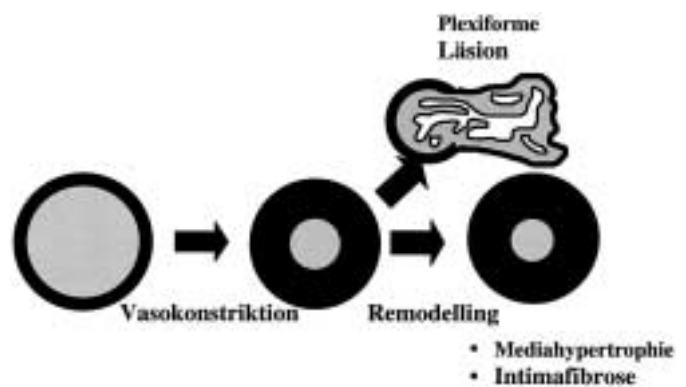 Plexiforme
Läsion
Vasokonstriktion
Remodelling
• Mediahypertrophie
• Intimafibrose